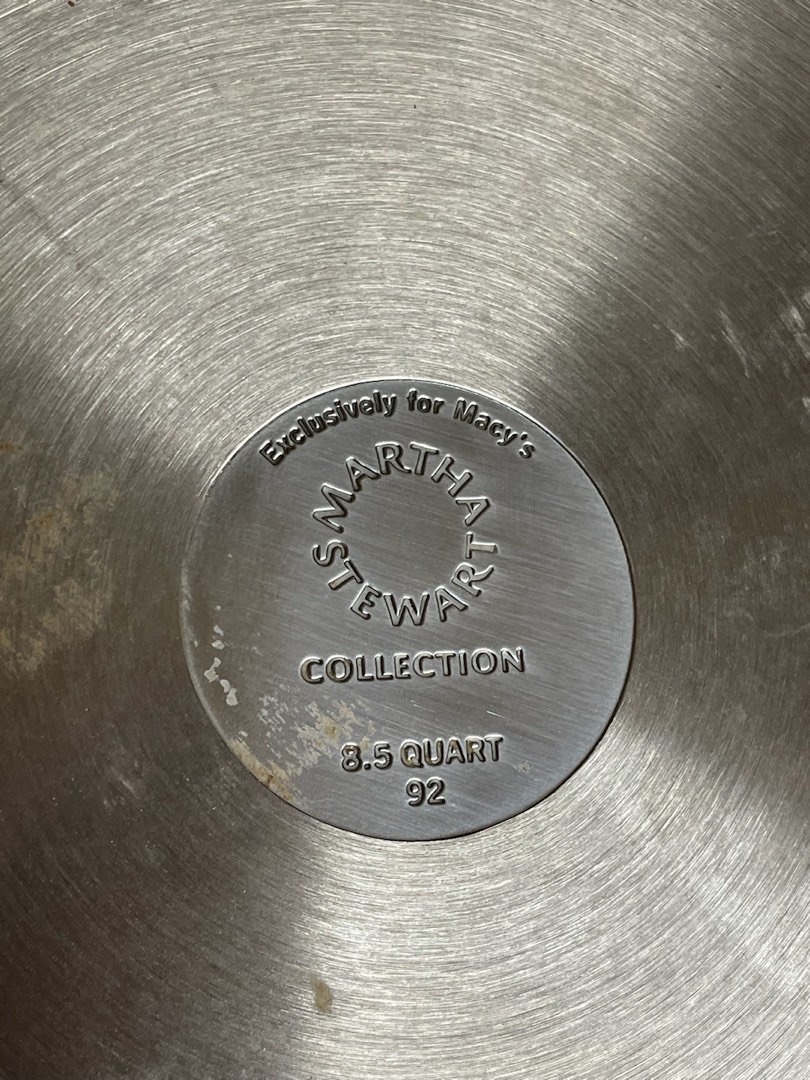 Exclusively for Macy's
MARTHA
STEWART
COLLECTION
8.5 QUART
92